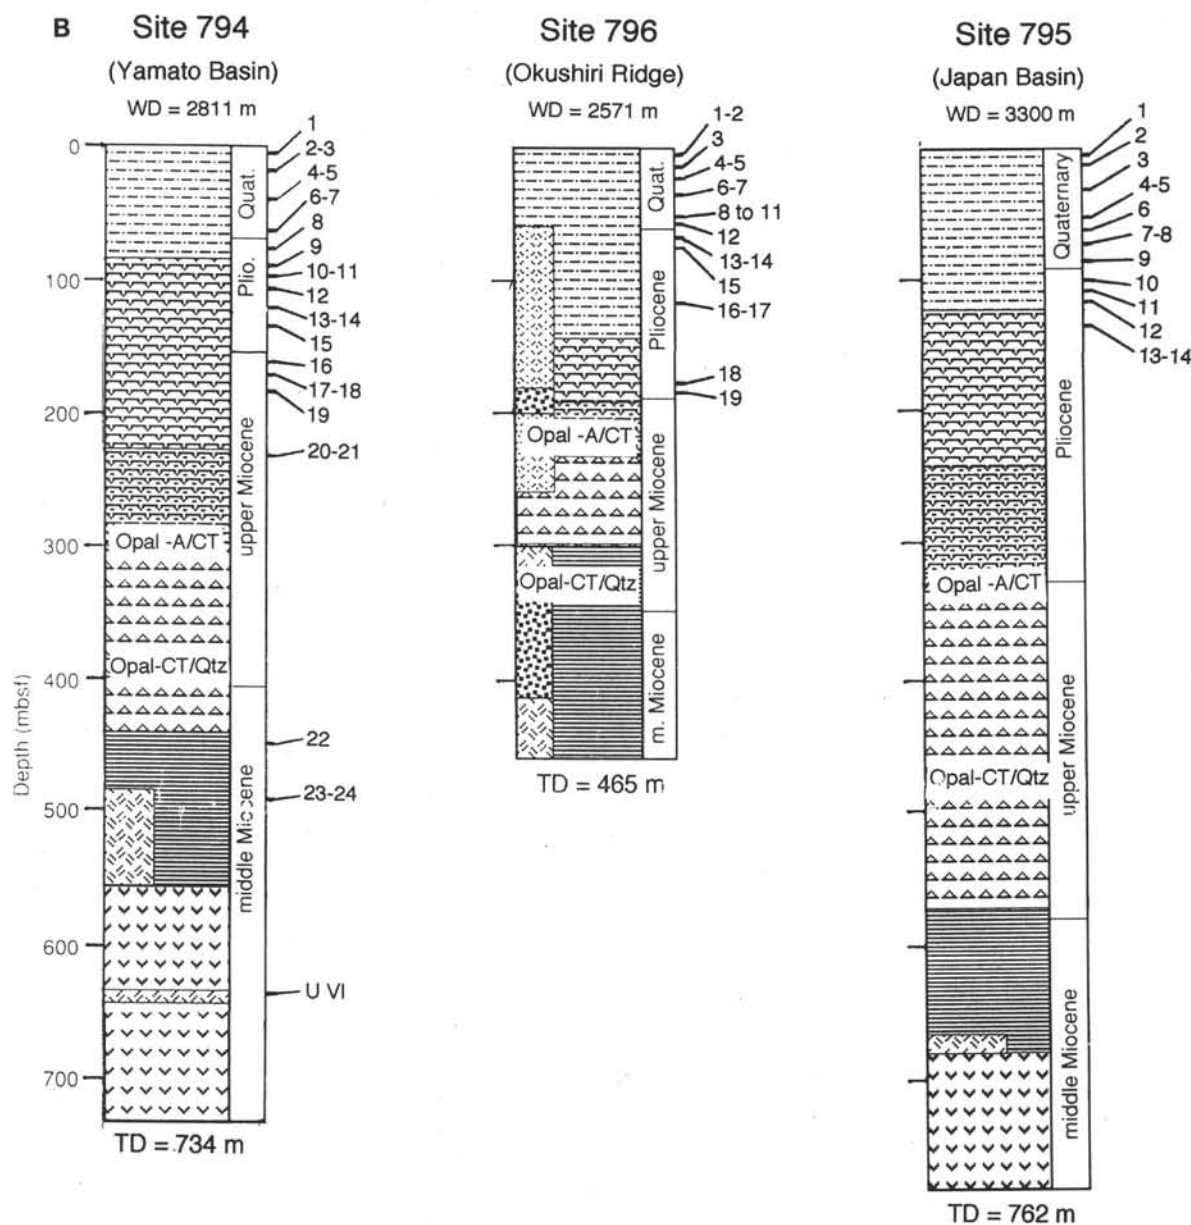 B
Site 794
(Yamato Basin)
WD = 2811 m
0
100
200
300
400
500
600
700
Depth (mbsf)
Opal -A/CT
Opal-CT/Qtz
Quat.
Plio.
upper Miocene
middle Miocene
1
2-3
4-5
6-7
8
9
10-11
12
13-14
15
16
17-18
19
20-21
22
23-24
U VI
TD = 734 m
Site 796
(Okushiri Ridge)
WD = 2571 m
Opal -A/CT
Opal-CT/Qtz
Quat.
Pliocene
upper Miocene
m. Miocene
1-2
3
4-5
6-7
8 to 11
12
13-14
15
16-17
18
19
TD = 465 m
Site 795
(Japan Basin)
WD = 3300 m
Opal -A/CT
Opal-CT/Qtz
Quaternary
Pliocene
upper Miocene
middle Miocene
1
2
3
4-5
6
7-8
9
10
11
12
13-14
TD = 762 m